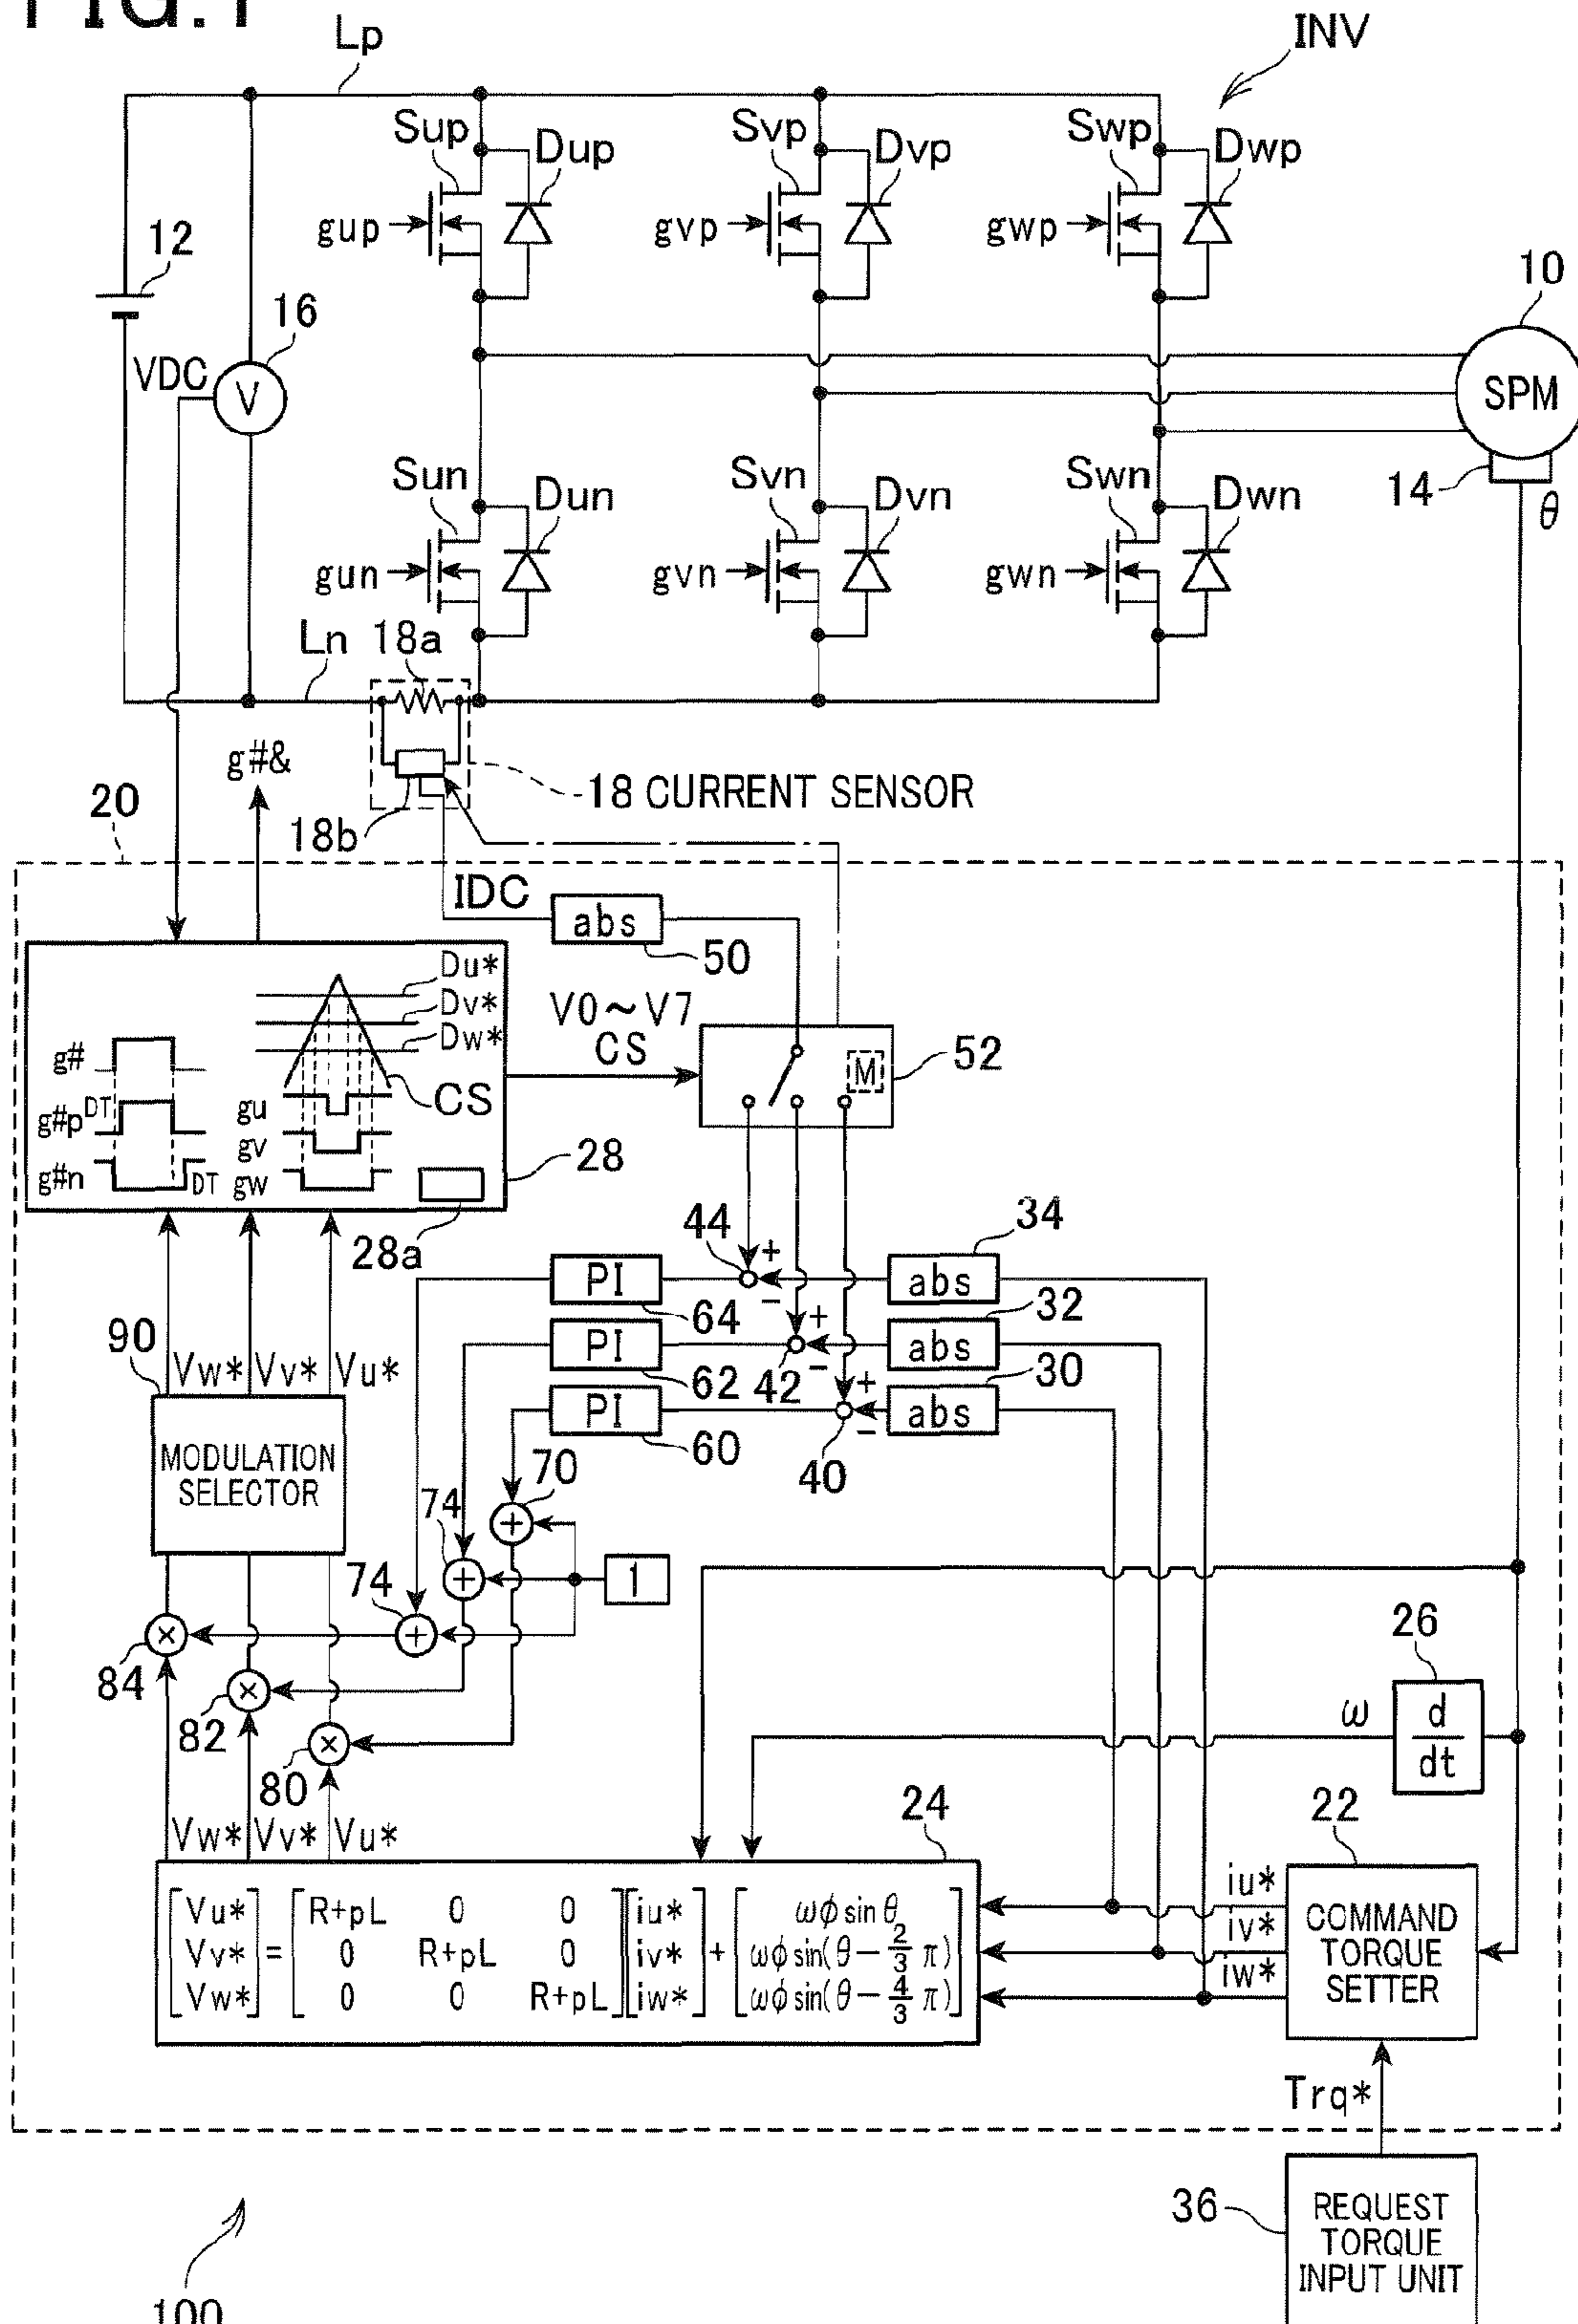 FIG.1
Lp
INV
Sup
Dup
Svp
Dvp
Swp
Dwp
gup
gvp
gwp
12
16
10
VDC
V
SPM
14
θ
Sun
Dun
Svn
Dvn
Swn
Dwn
gun
gvn
gwn
Ln
18a
g#&
18 CURRENT SENSOR
18b
20
IDC
abs
50
Du*
Dv*
Dw*
V0~V7
CS
52
M
g#
g#p
DT
g#n
DT
CS
gu
gv
gw
28
28a
44
+
−
34
PI
abs
64
32
+
−
PI
abs
62
42
30
+
−
PI
abs
60
40
90
Vw*
Vv*
Vu*
MODULATION
SELECTOR
70
+
74
+
1
74
+
×
84
×
82
×
80
26
ω
d
dt
24
22
Vw*
Vv*
Vu*
iu*
iv*
iw*
COMMAND
TORQUE
SETTER
Vu* R+pL 0 0 iu* ωφsinθ
Vv* = 0 R+pL 0 iv* + ωφsin(θ−2/3 π)
Vw* 0 0 R+pL iw* ωφsin(θ−4/3 π)
Trq*
36
REQUEST
TORQUE
INPUT UNIT
100